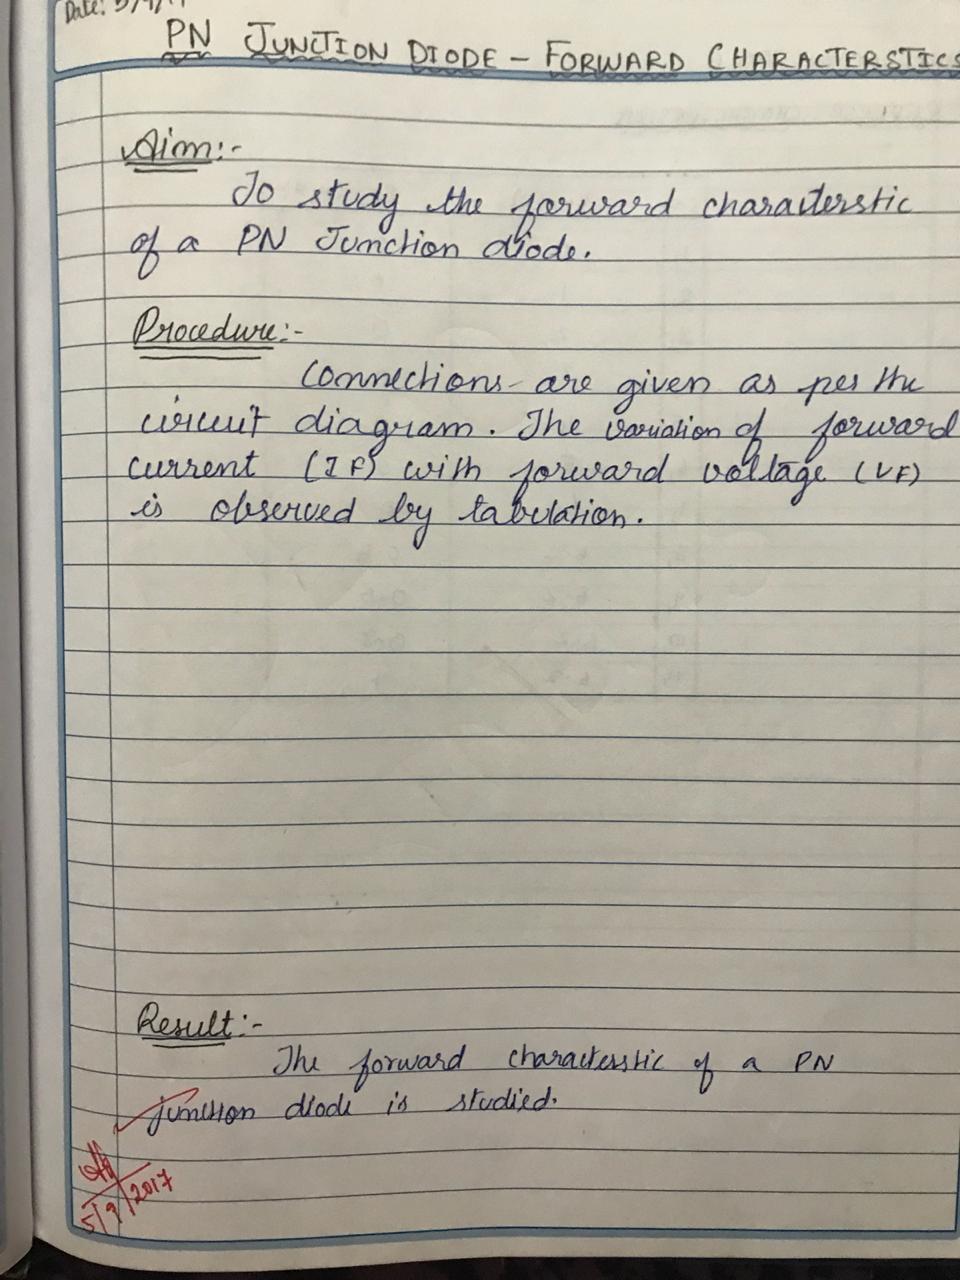 Date:
PN JUNCTION DIODE - FORWARD CHARACTERSTICS
Aim:-
To study the forward characterstic
of a PN Junction diode.
Procedure:-
Connections are given as per the
circuit diagram. The variation of forward
current (IF) with forward voltage (VF)
is observed by tabulation.
Result:-
The forward characterstic of a PN
junction diode is studied.
5/9/2017